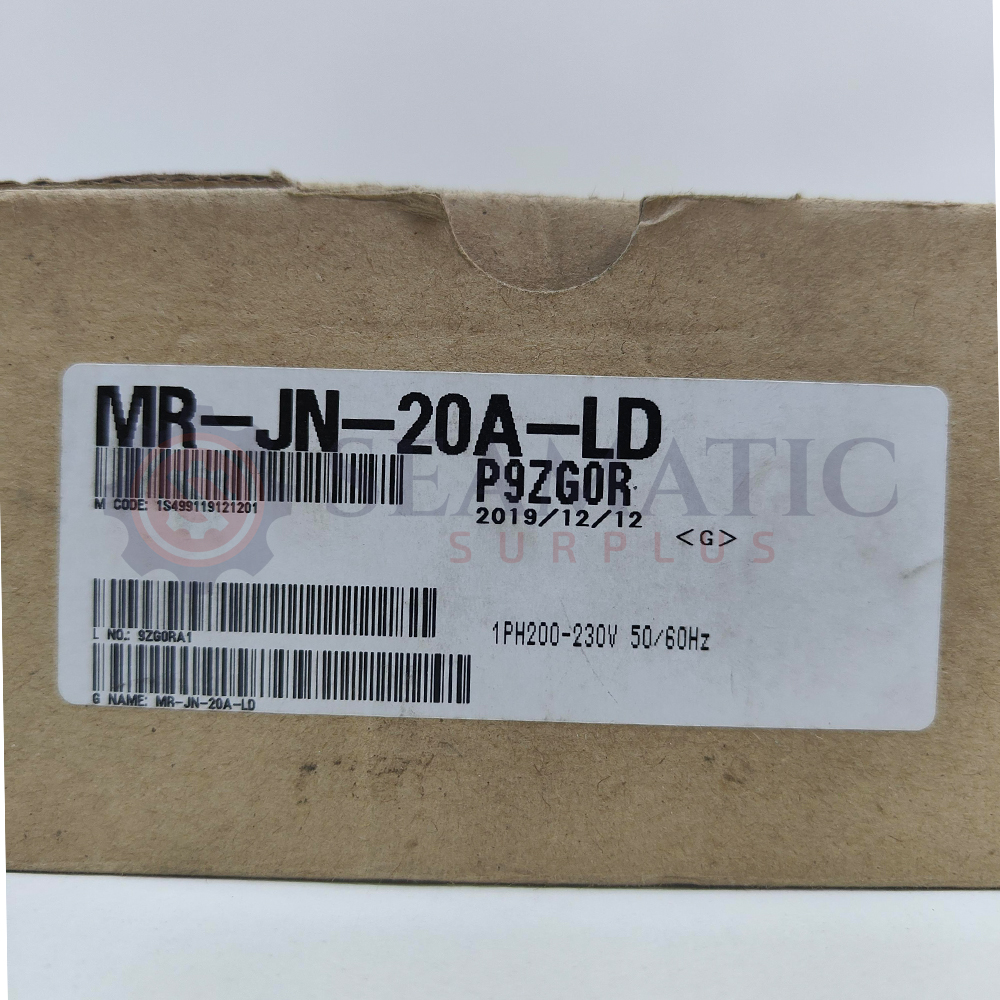 MR-JN-20A-LD
P9ZG0R
M CODE: 1S499119121201
2019/12/12
<G>
SEAMATIC
SURPLUS
L NO.: 9ZG0RA1
1PH200-230V 50/60Hz
G NAME: MR-JN-20A-LD